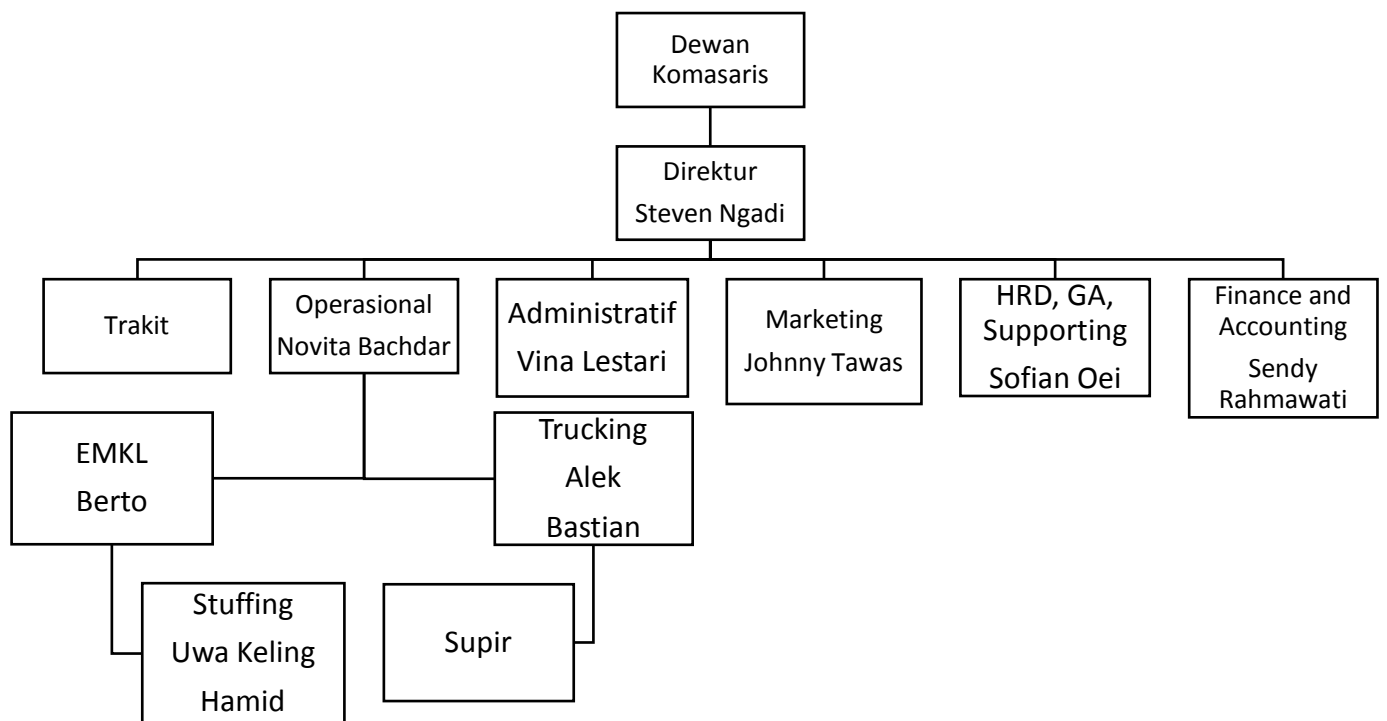 Dewan
Komasaris
Direktur
Steven Ngadi
Trakit
Operasional
Novita Bachdar
Administratif
Vina Lestari
Marketing
Johnny Tawas
HRD, GA,
Supporting
Sofian Oei
Finance and
Accounting
Sendy
Rahmawati
EMKL
Berto
Trucking
Alek
Bastian
Stuffing
Uwa Keling
Hamid
Supir